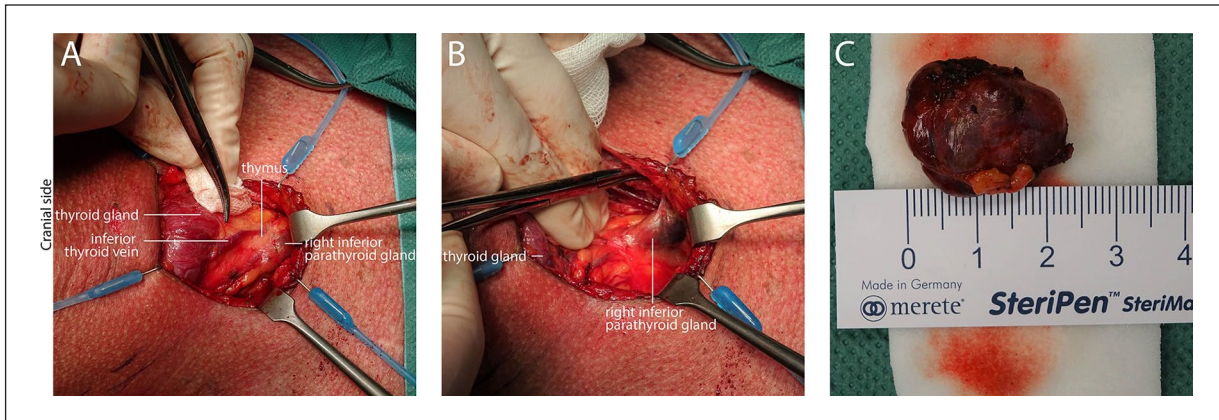 A
Cranial side
thymus
thyroid gland
inferior
thyroid vein
right inferior
parathyroid gland
B
thyroid gland
right inferior
parathyroid gland
C
0 1 2 3 4
Made in Germany
merete®
SteriPen™ SteriMa